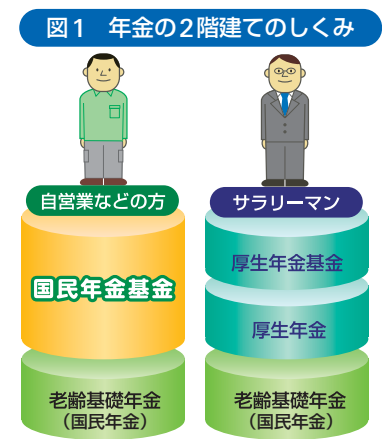 図1 年金の2階建てのしくみ
自営業などの方
国民年金基金
老齢基礎年金
（国民年金）
サラリーマン
厚生年金基金
厚生年金
老齢基礎年金
（国民年金）